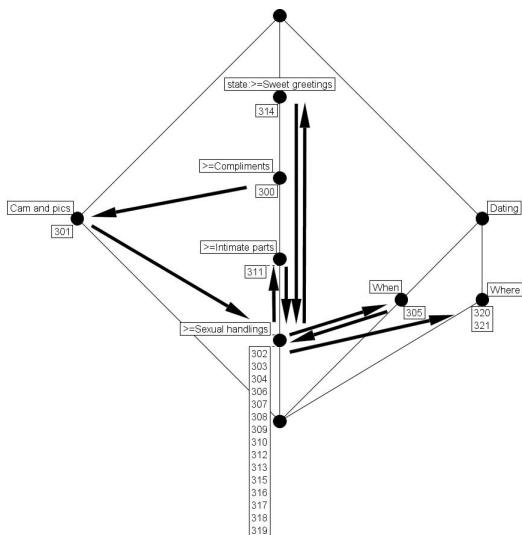 state:>=Sweet greetings
314
>=Compliments
300
Cam and pics
301
Dating
>=Intimate parts
311
When
305
Where
320
321
>=Sexual handlings
302
303
304
306
307
308
309
310
312
313
315
316
317
318
319